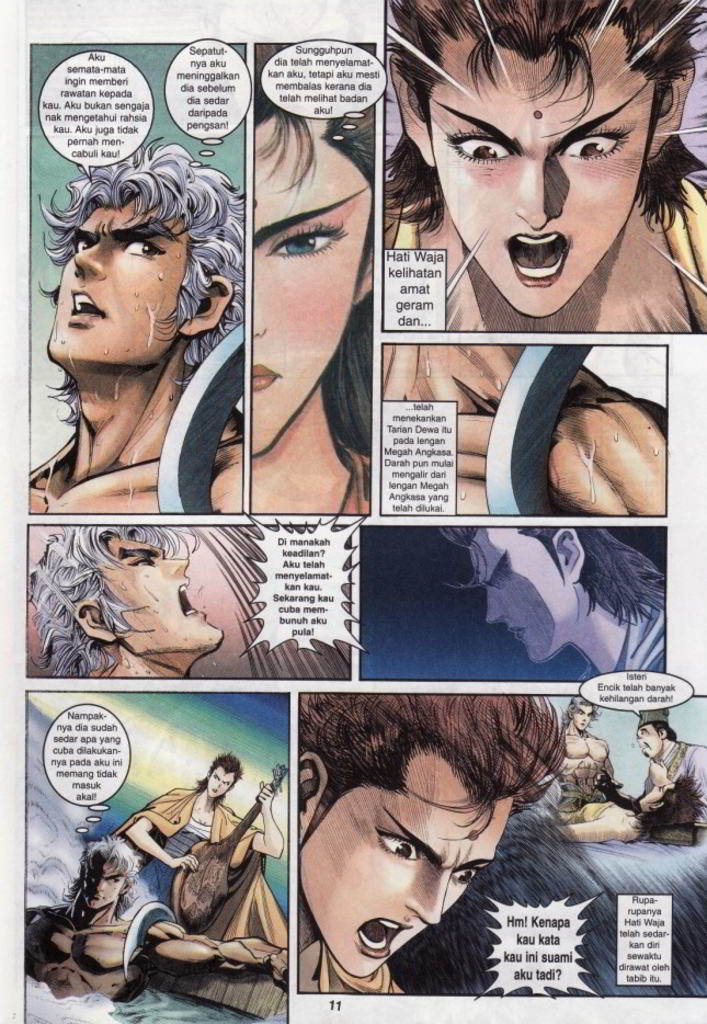 Aku
semata-mata
ingin memberi
rawatan kepada
kau. Aku bukan sengaja
nak mengetahui rahsia
kau. Aku juga tidak
pernah men-
cabuli kau!
Sepatut-
nya aku
meninggalkan
dia sebelum
dia sedar
daripada
pengsan!
Sungguhpun
dia telah menyelamat-
kan aku, tetapi aku mesti
membalas kerana dia
telah melihat badan
aku!
Hati Waja
kelihatan
amat
geram
dan...
...telah
menekankan
Tarian Dewa itu
pada lengan
Megah Angkasa.
Darah pun mulai
mengalir dari
lengan Megah
Angkasa yang
telah dilukai.
Di manakah
keadilan?
Aku telah
menyelamat-
kan kau.
Sekarang kau
cuba mem-
bunuh aku
pula!
Nampak-
nya dia sudah
sedar apa yang
cuba dilakukan-
nya pada aku ini
memang tidak
masuk
akal!
Isteri
Encik telah banyak
kehilangan darah!
Hm! Kenapa
kau kata
kau ini suami
aku tadi?
Rupa-
rupanya
Hati Waja
telah sedar-
kan diri
sewaktu
dirawat oleh
tabib itu.
11